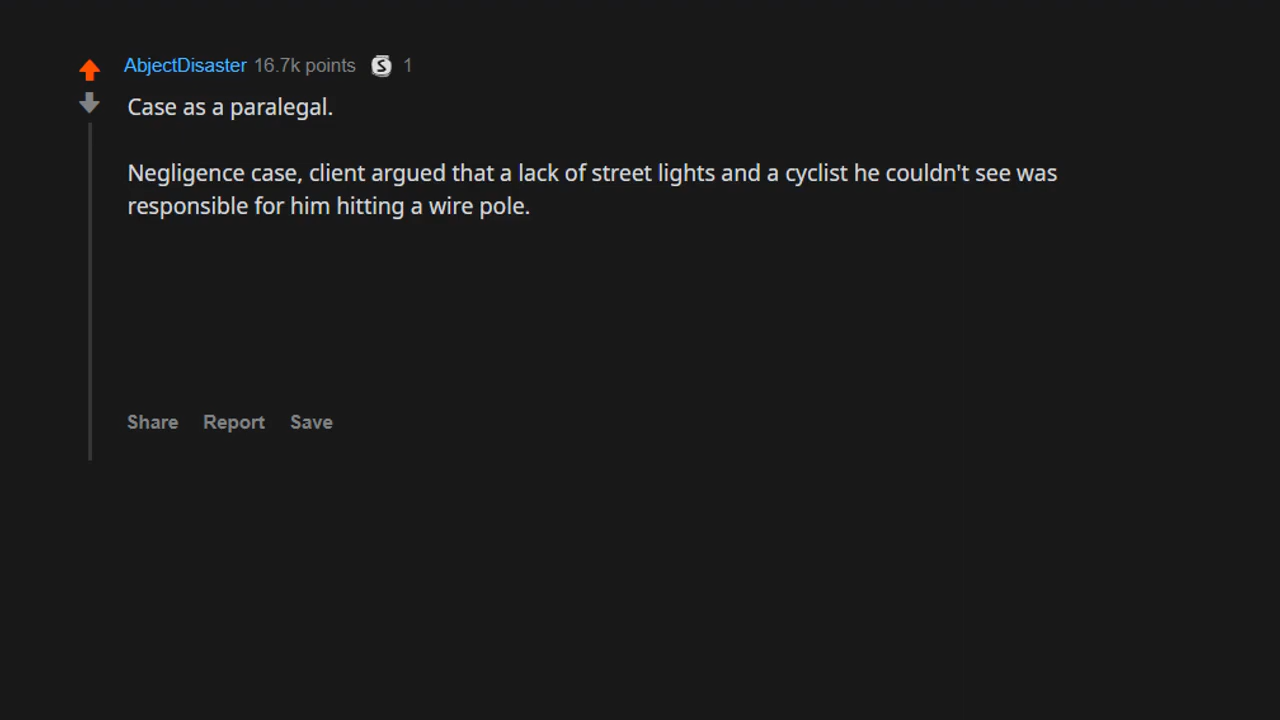 AbjectDisaster 16.7k points S 1
Case as a paralegal.
Negligence case, client argued that a lack of street lights and a cyclist he couldn't see was
responsible for him hitting a wire pole.
Share Report Save